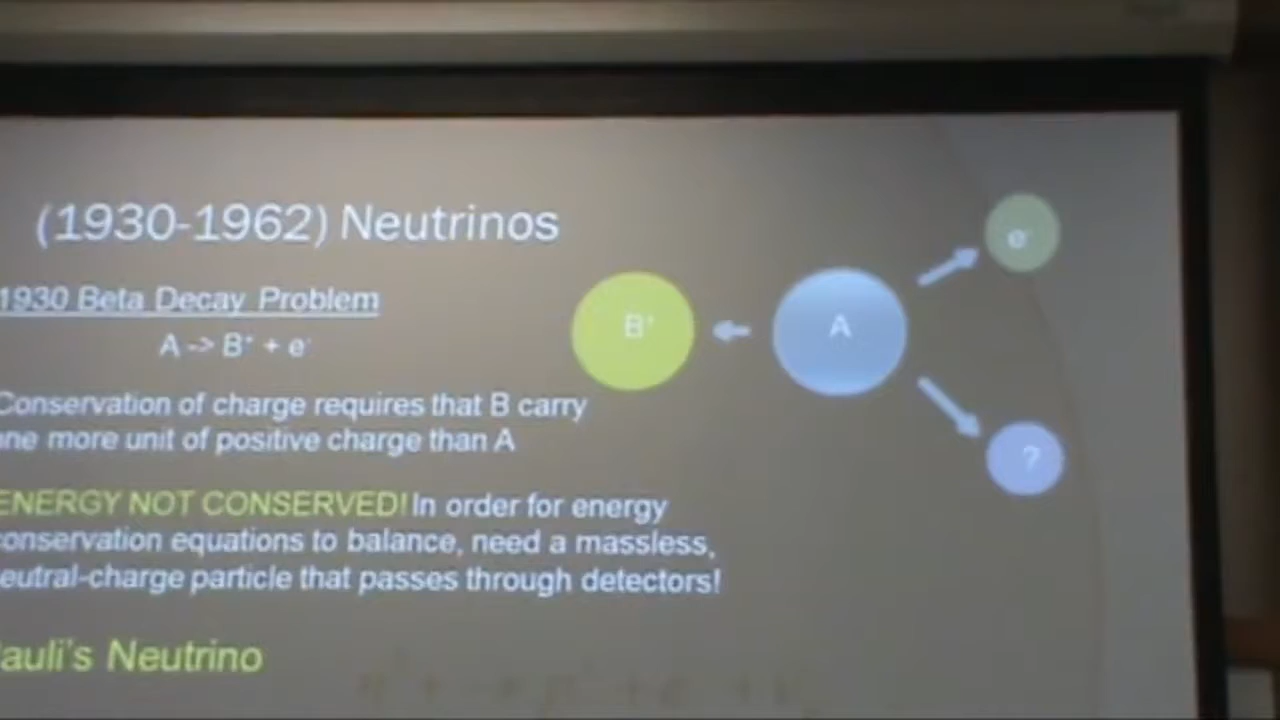 (1930-1962) Neutrinos
1930 Beta Decay Problem
A -> B⁺ + e⁻
Conservation of charge requires that B carry
ne more unit of positive charge than A
ENERGY NOT CONSERVED! In order for energy
onservation equations to balance, need a massless,
eutral-charge particle that passes through detectors!
auli's Neutrino
B⁺
A
e⁻
?